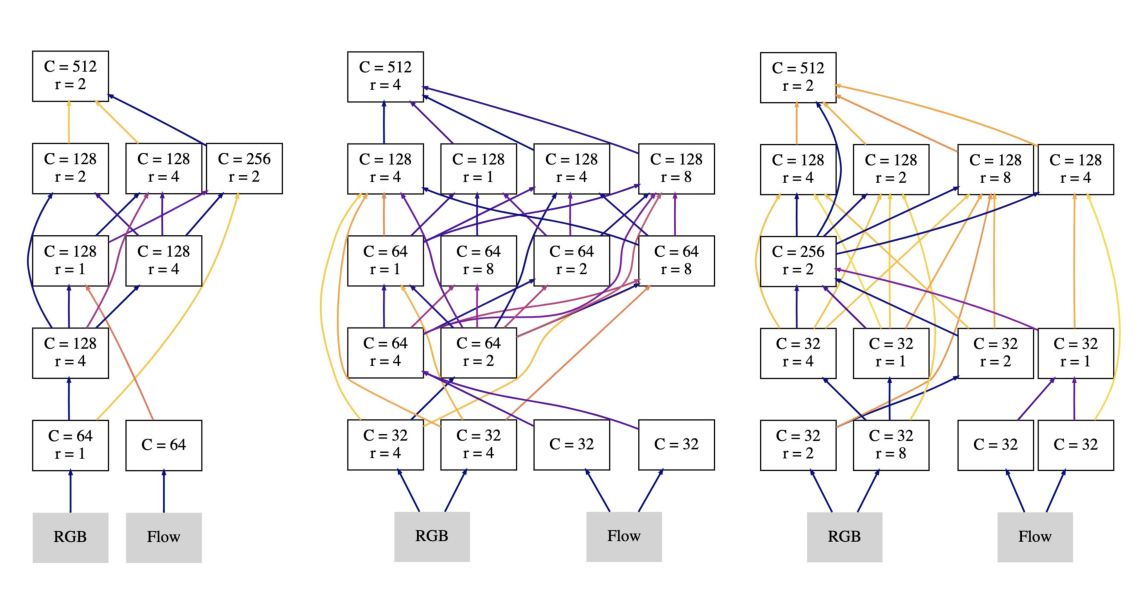 C = 512
r = 2
C = 128
r = 2
C = 128
r = 4
C = 256
r = 2
C = 128
r = 1
C = 128
r = 4
C = 128
r = 4
C = 64
r = 1
C = 64
RGB
Flow
C = 512
r = 4
C = 128
r = 4
C = 128
r = 1
C = 128
r = 4
C = 128
r = 8
C = 64
r = 1
C = 64
r = 8
C = 64
r = 2
C = 64
r = 8
C = 64
r = 4
C = 64
r = 2
C = 32
r = 4
C = 32
r = 4
C = 32
C = 32
RGB
Flow
C = 512
r = 2
C = 128
r = 4
C = 128
r = 2
C = 128
r = 8
C = 128
r = 4
C = 256
r = 2
C = 32
r = 4
C = 32
r = 1
C = 32
r = 2
C = 32
r = 1
C = 32
r = 2
C = 32
r = 8
C = 32
C = 32
RGB
Flow